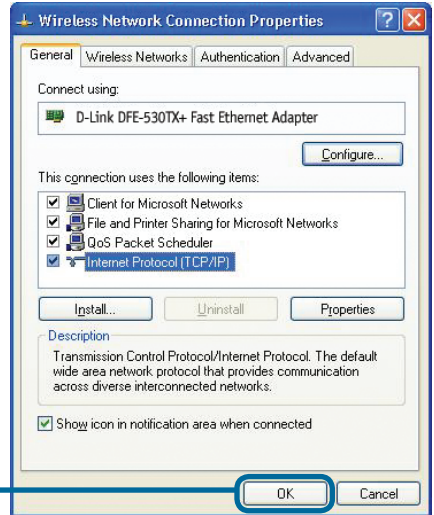 Wireless Network Connection Properties
General Wireless Networks Authentication Advanced
Connect using:
D-Link DFE-530TX+ Fast Ethernet Adapter
Configure...
This connection uses the following items:
Client for Microsoft Networks
File and Printer Sharing for Microsoft Networks
QoS Packet Scheduler
Internet Protocol (TCP/IP)
Install... Uninstall Properties
Description
Transmission Control Protocol/Internet Protocol. The default
wide area network protocol that provides communication
across diverse interconnected networks.
Show icon in notification area when connected
OK Cancel